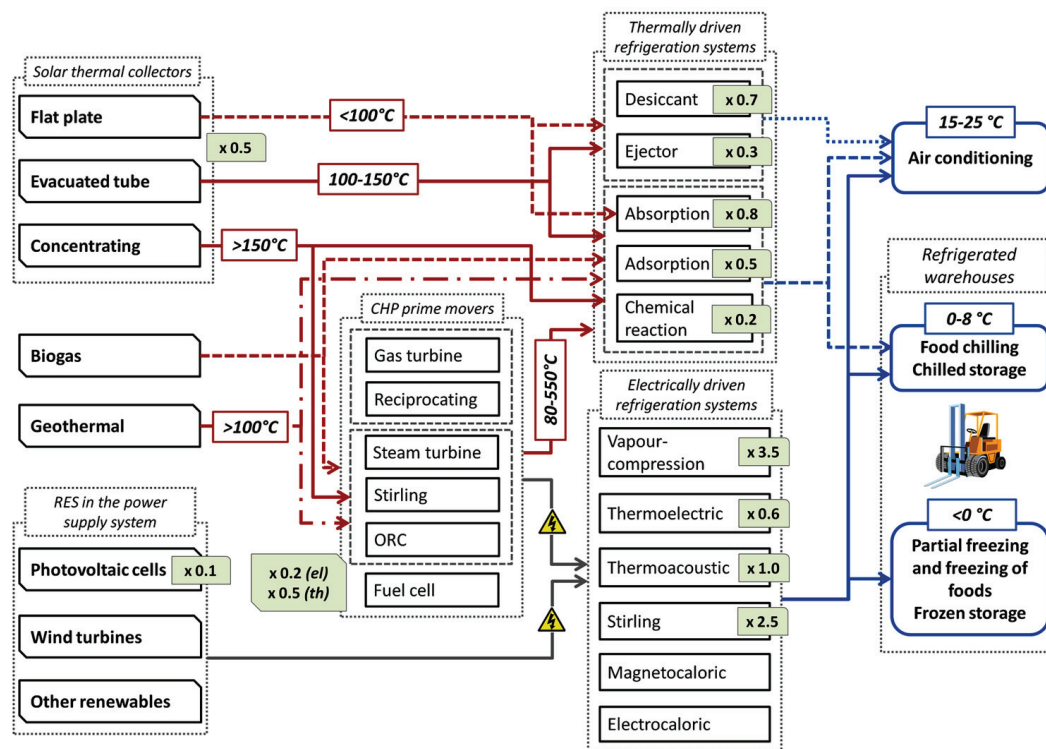 Solar thermal collectors
Flat plate
x 0.5
Evacuated tube
Concentrating
<100°C
100-150°C
>150°C
Biogas
Geothermal
>100°C
RES in the power
supply system
Photovoltaic cells
x 0.1
Wind turbines
Other renewables
CHP prime movers
Gas turbine
Reciprocating
Steam turbine
Stirling
ORC
Fuel cell
x 0.2 (el)
x 0.5 (th)
80-550°C
Thermally driven
refrigeration systems
Desiccant
x 0.7
Ejector
x 0.3
Absorption
x 0.8
Adsorption
x 0.5
Chemical
reaction
x 0.2
Electrically driven
refrigeration systems
Vapour-
compression
x 3.5
Thermoelectric
x 0.6
Thermoacoustic
x 1.0
Stirling
x 2.5
Magnetocaloric
Electrocaloric
15-25 °C
Air conditioning
Refrigerated
warehouses
0-8 °C
Food chilling
Chilled storage
<0 °C
Partial freezing
and freezing of
foods
Frozen storage